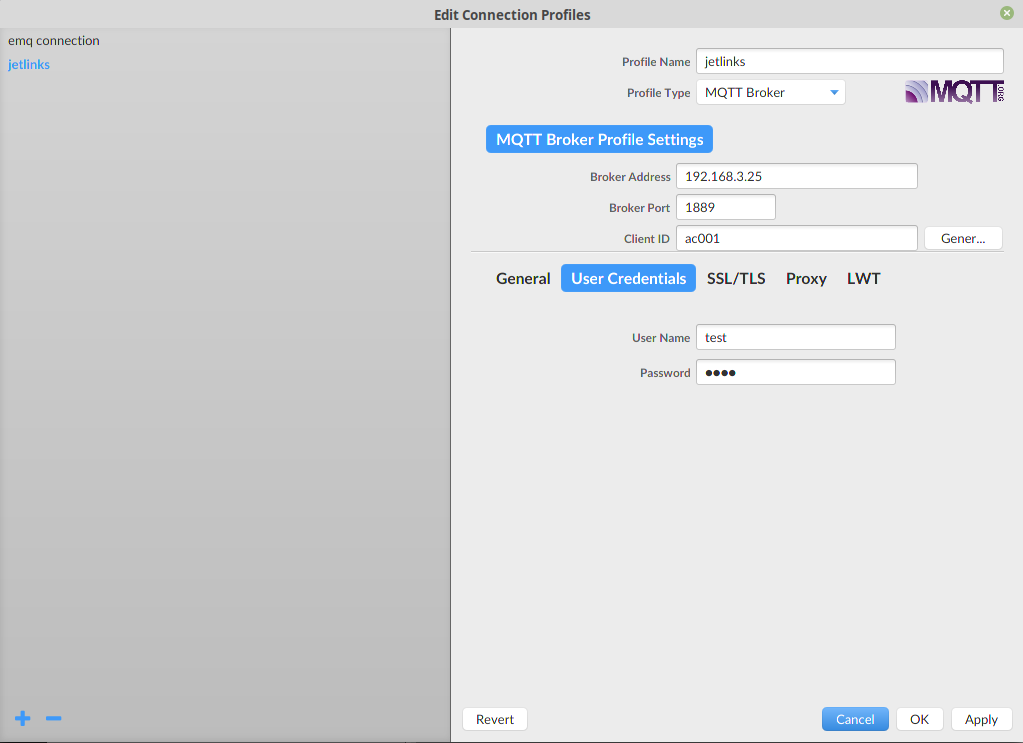 Edit Connection Profiles
emq connection
jetlinks
Profile Name jetlinks
Profile Type MQTT Broker
MQTT.ORG
MQTT Broker Profile Settings
Broker Address 192.168.3.25
Broker Port 1889
Client ID ac001 Gener...
General User Credentials SSL/TLS Proxy LWT
User Name test
Password ●●●●
Revert Cancel OK Apply